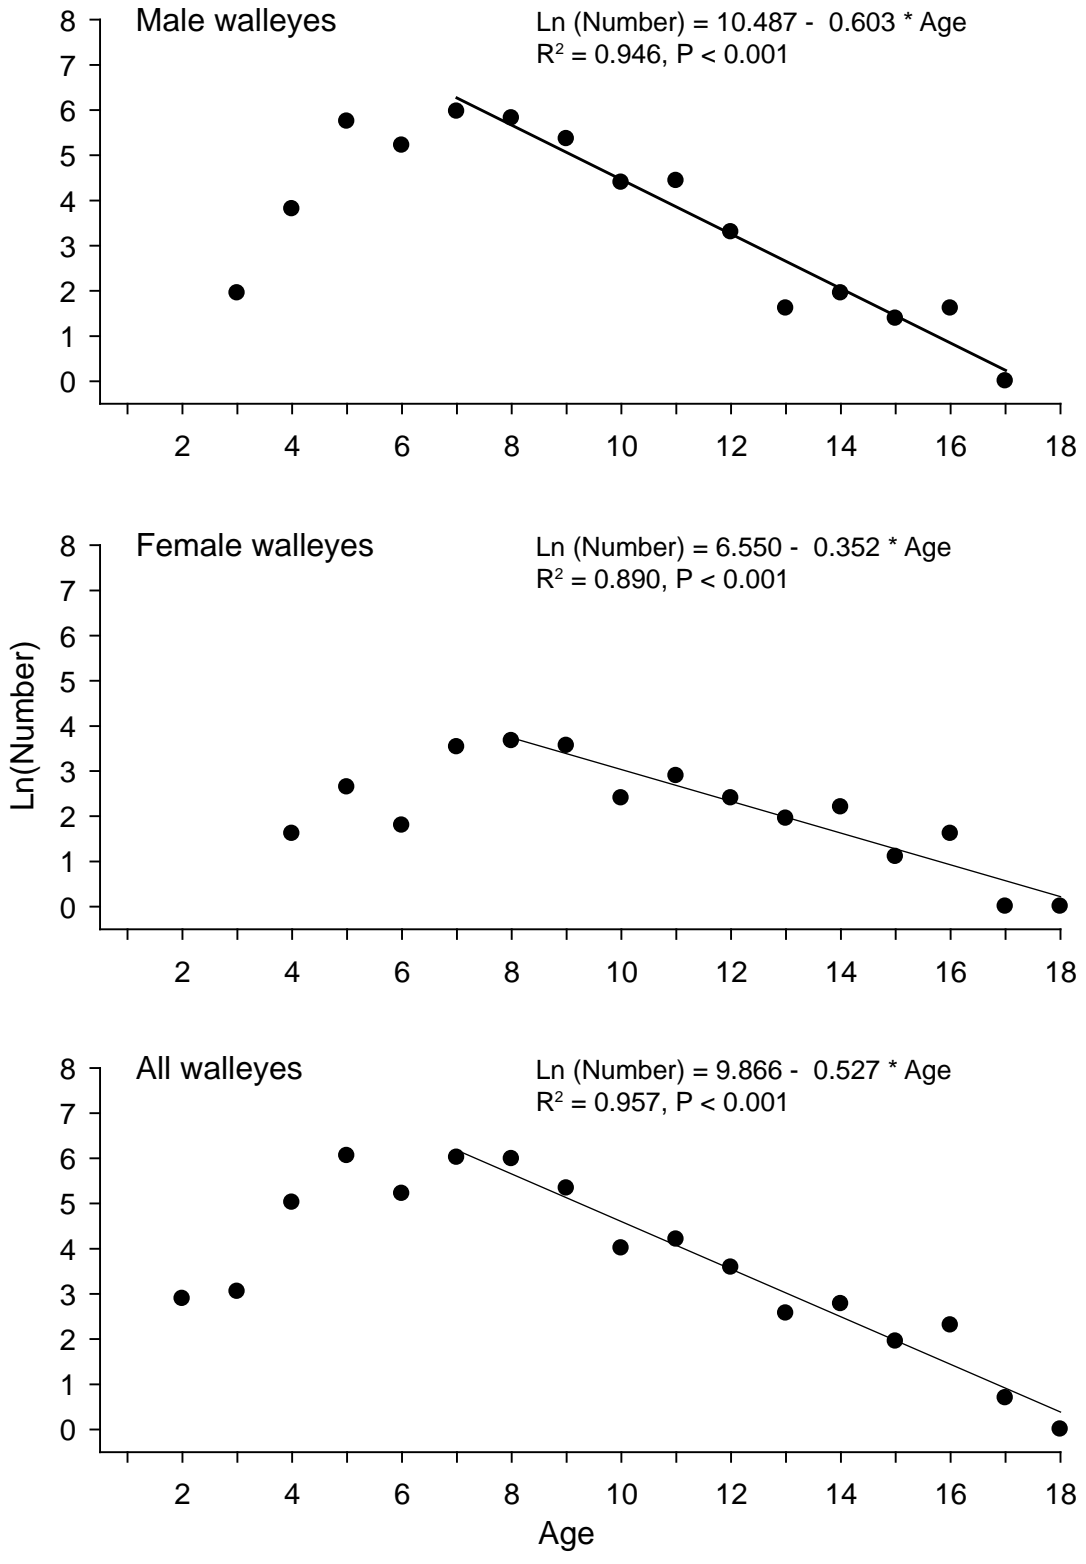 Male walleyes
Ln (Number) = 10.487 - 0.603 * Age
R² = 0.946, P < 0.001
8
7
6
5
4
3
2
1
0
2 4 6 8 10 12 14 16 18
Female walleyes
Ln (Number) = 6.550 - 0.352 * Age
R² = 0.890, P < 0.001
Ln(Number)
8
7
6
5
4
3
2
1
0
2 4 6 8 10 12 14 16 18
All walleyes
Ln (Number) = 9.866 - 0.527 * Age
R² = 0.957, P < 0.001
8
7
6
5
4
3
2
1
0
2 4 6 8 10 12 14 16 18
Age